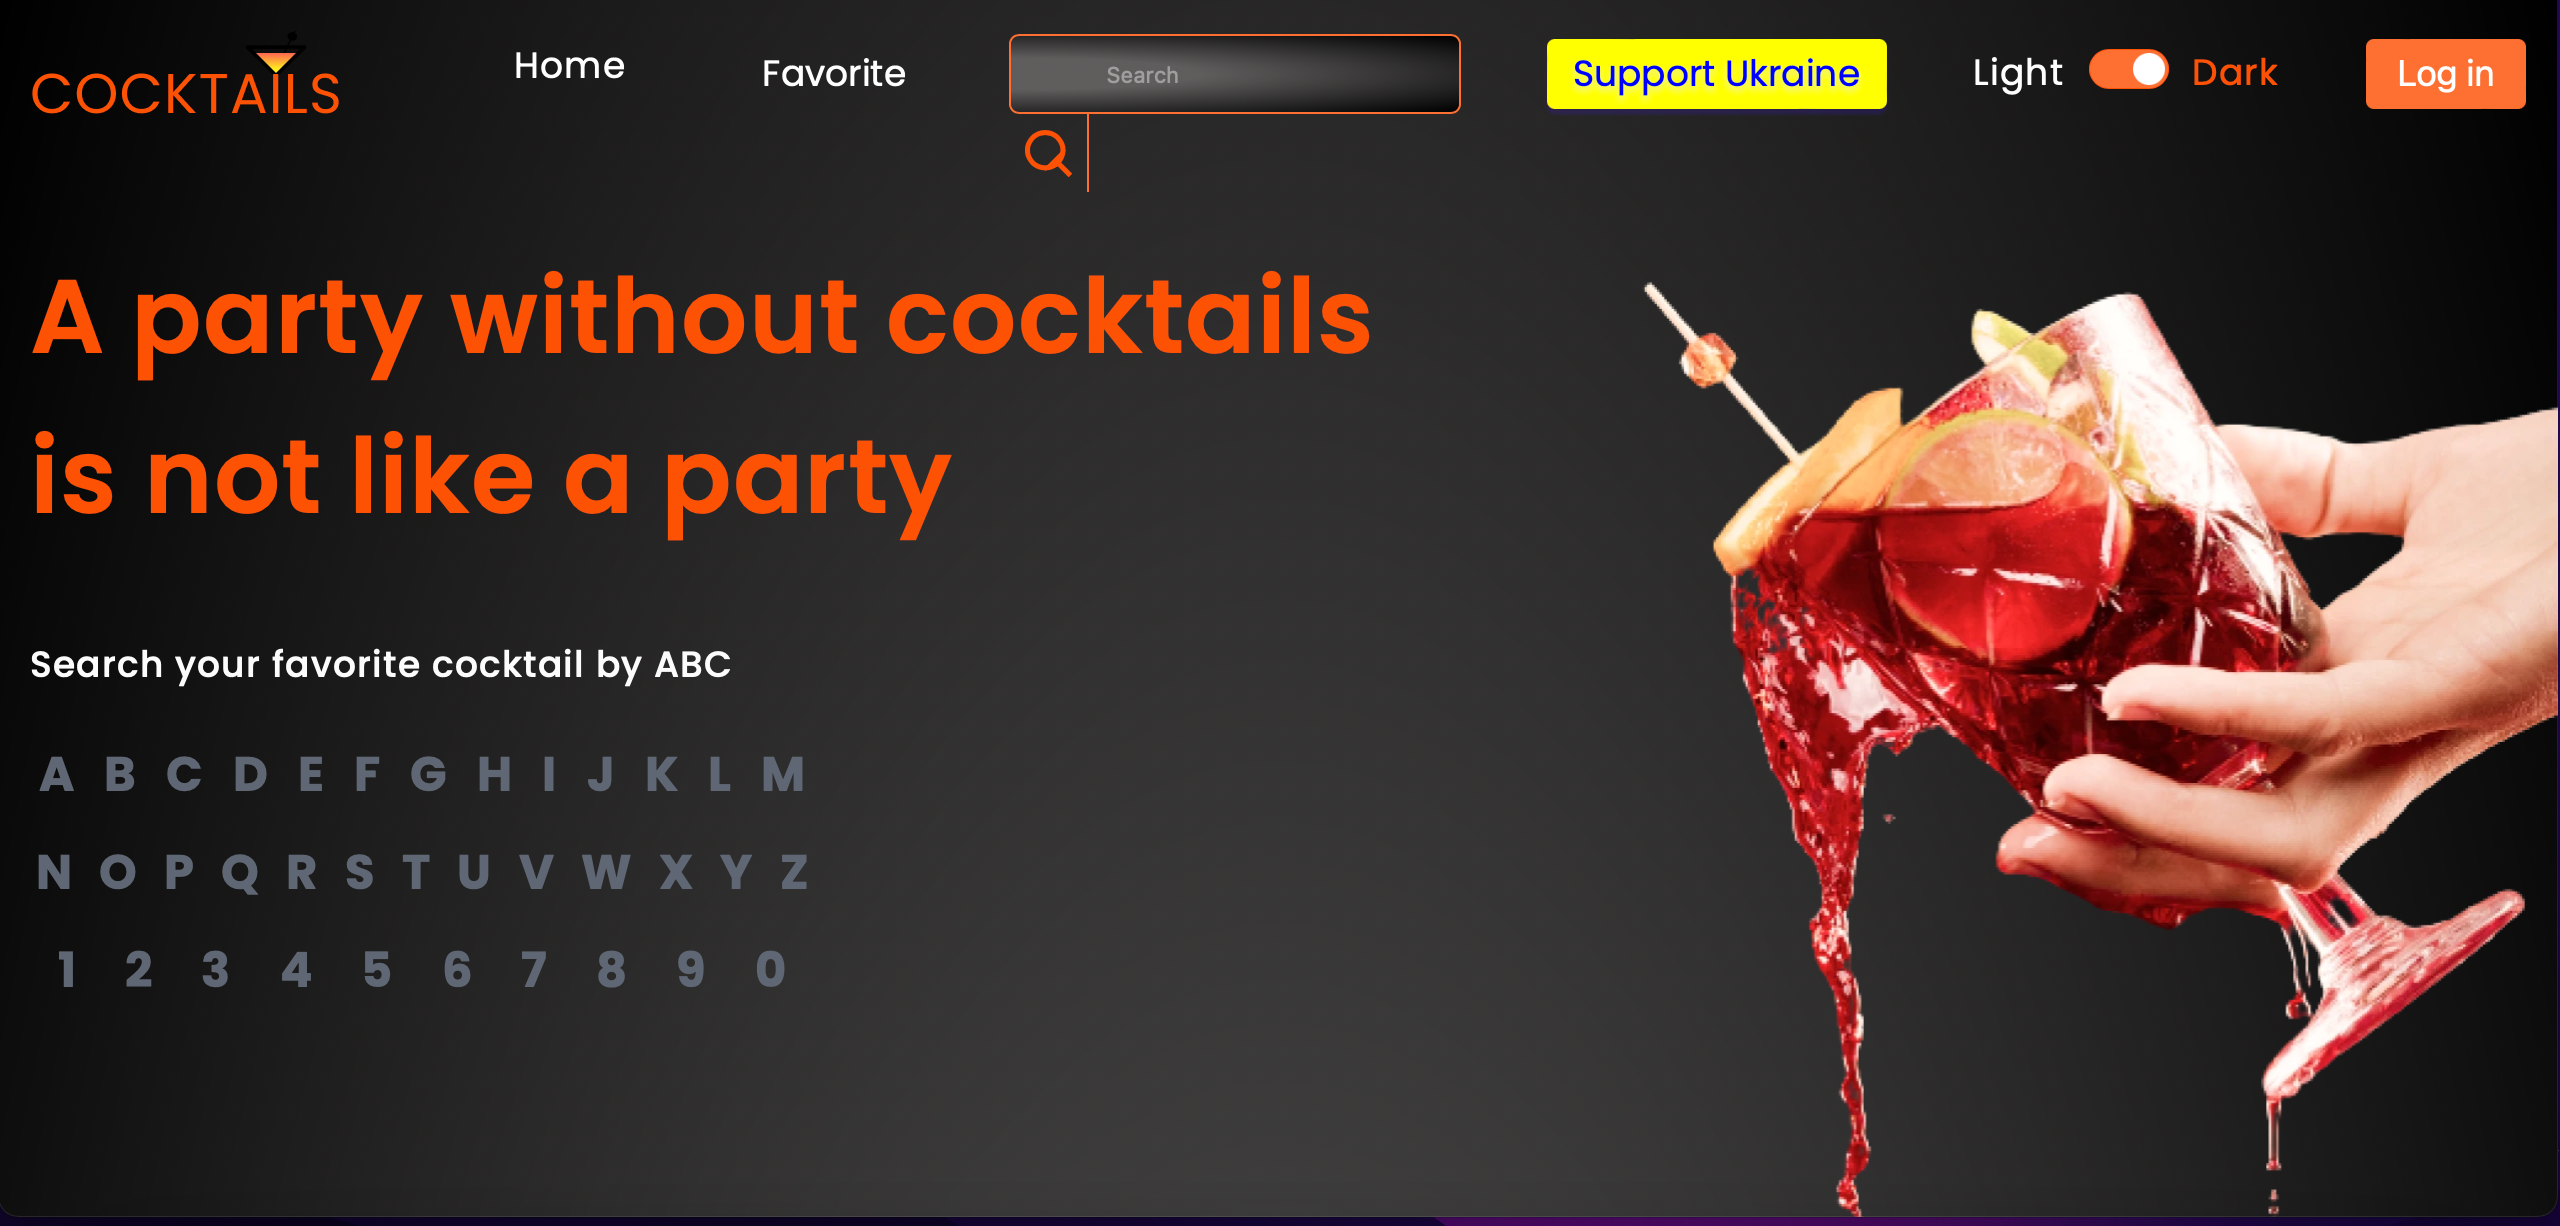 COCKTAILS
Home
Favorite
Search
Support Ukraine
Light
Dark
Log in
A party without cocktails
is not like a party
Search your favorite cocktail by ABC
A B C D E F G H I J K L M
N O P Q R S T U V W X Y Z
1 2 3 4 5 6 7 8 9 0